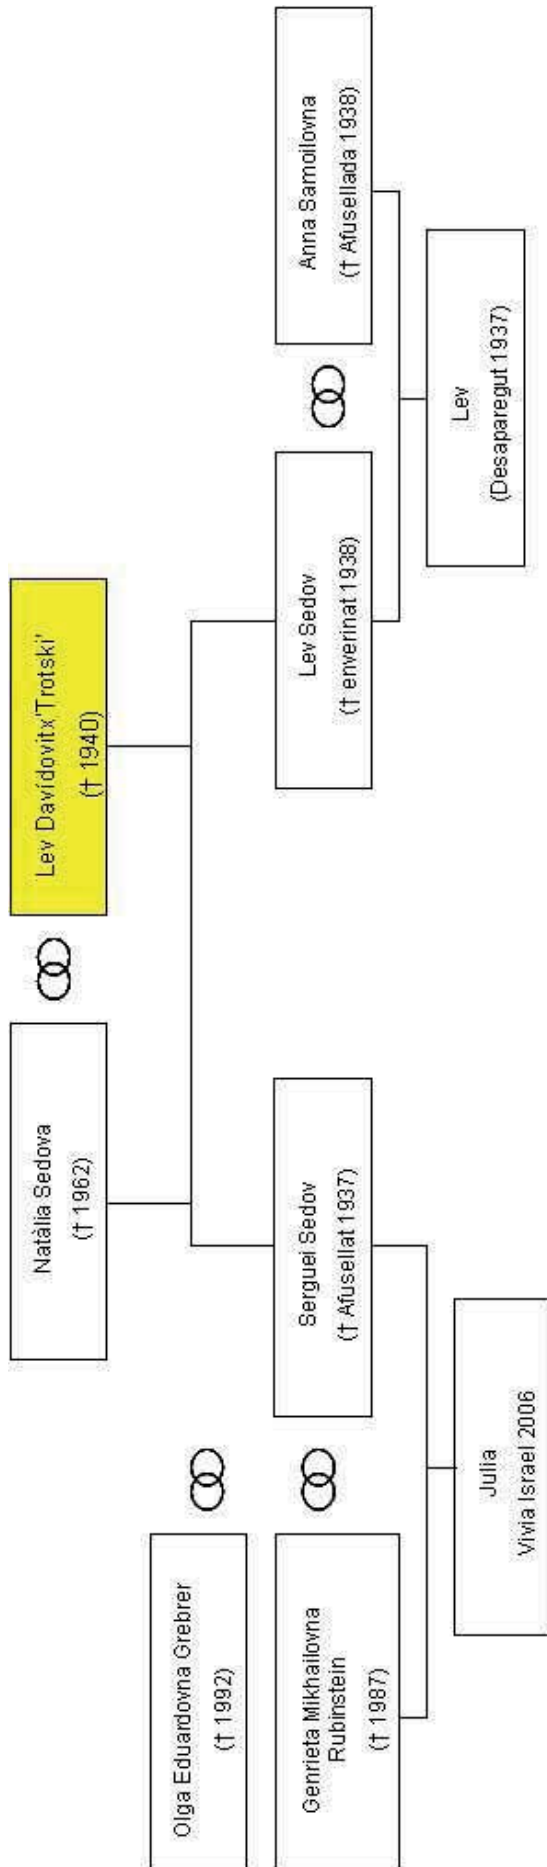 Natàlia Sedova
(† 1962)
Lev Davídovitx'Trotski'
(† 1940)
Olga Eduardovna Grebrer
(† 1992)
Genrieta Mikhailovna
Rubinstein
(† 1987)
Serguei Sedov
(† Afusellat 1937)
Lev Sedov
(† enverinat 1938)
Anna Samoilovna
(† Afusellada 1938)
Julia
Vivia Israel 2006
Lev
(Desaparegut 1937)